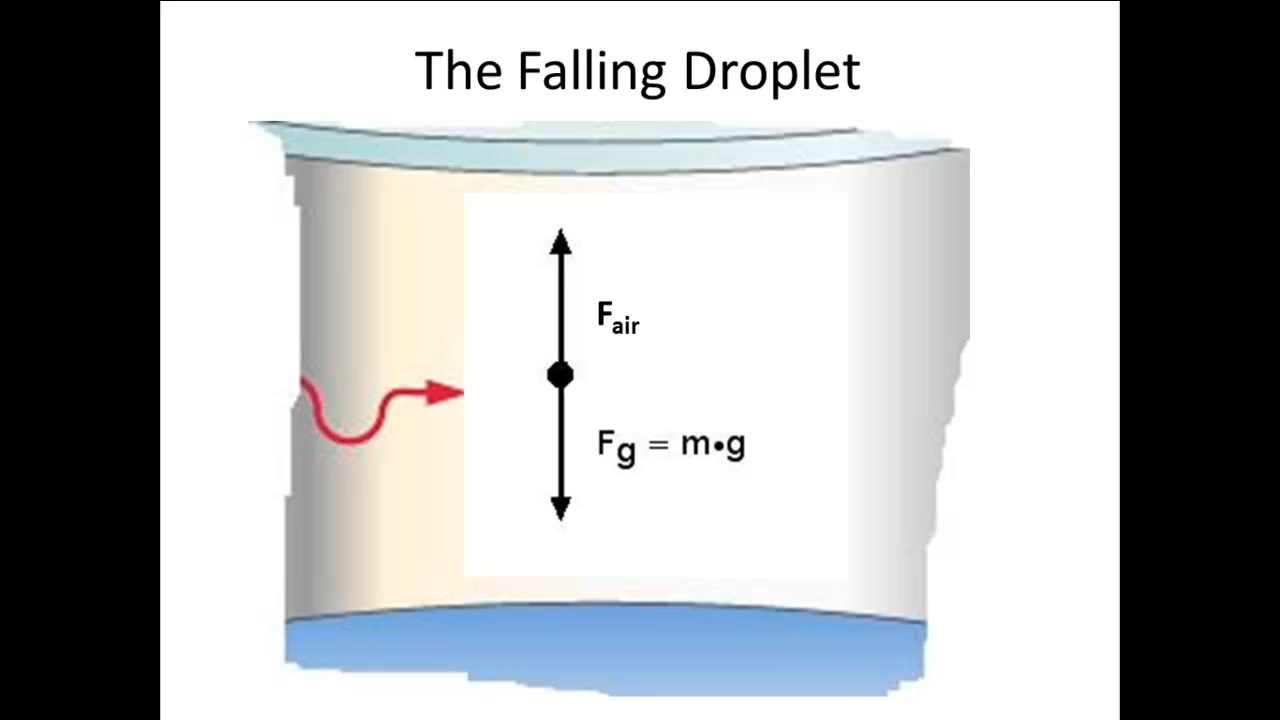 The Falling Droplet
Fair
Fg = m•g